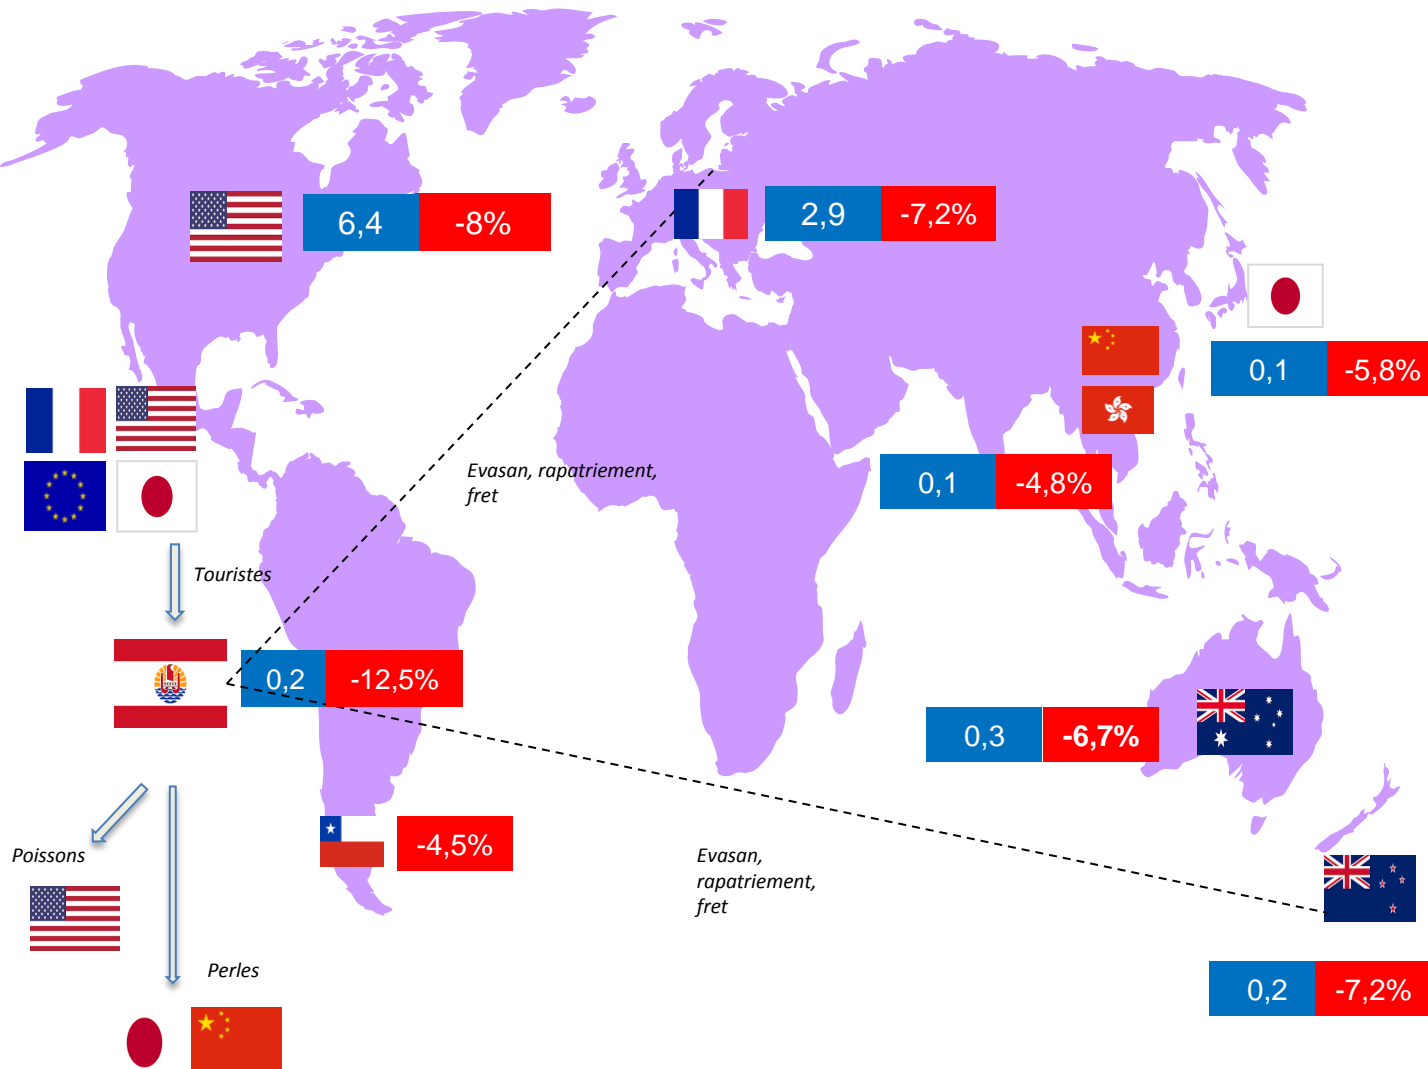 6,4 -8%
2,9 -7,2%
0,1 -5,8%
0,1 -4,8%
Evasan, rapatriement,
fret
Touristes
0,2 -12,5%
0,3 -6,7%
-4,5%
Poissons
Evasan,
rapatriement,
fret
Perles
0,2 -7,2%